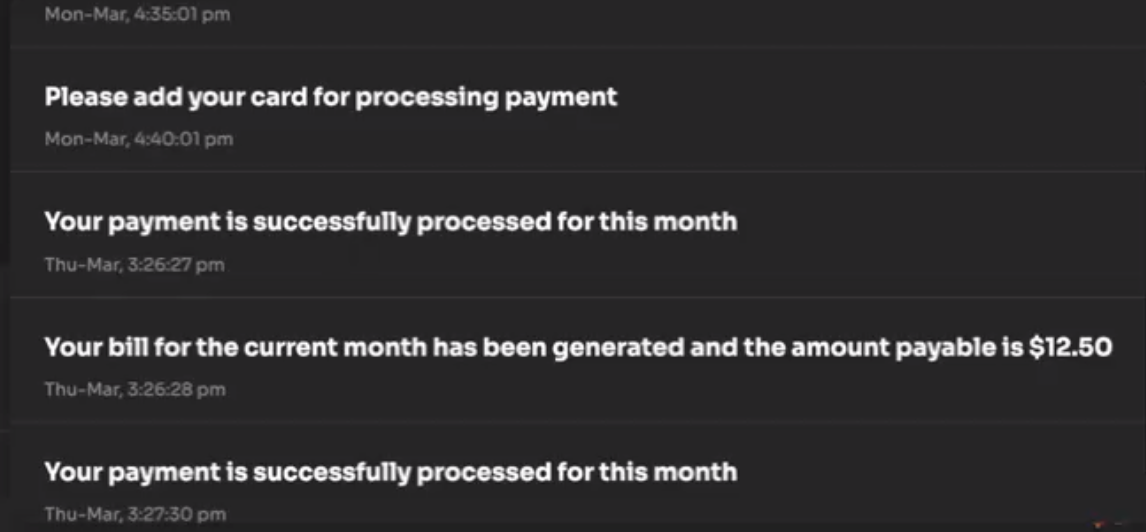 Mon-Mar, 4:35:01 pm
Please add your card for processing payment
Mon-Mar, 4:40:01 pm
Your payment is successfully processed for this month
Thu-Mar, 3:26:27 pm
Your bill for the current month has been generated and the amount payable is $12.50
Thu-Mar, 3:26:28 pm
Your payment is successfully processed for this month
Thu-Mar, 3:27:30 pm